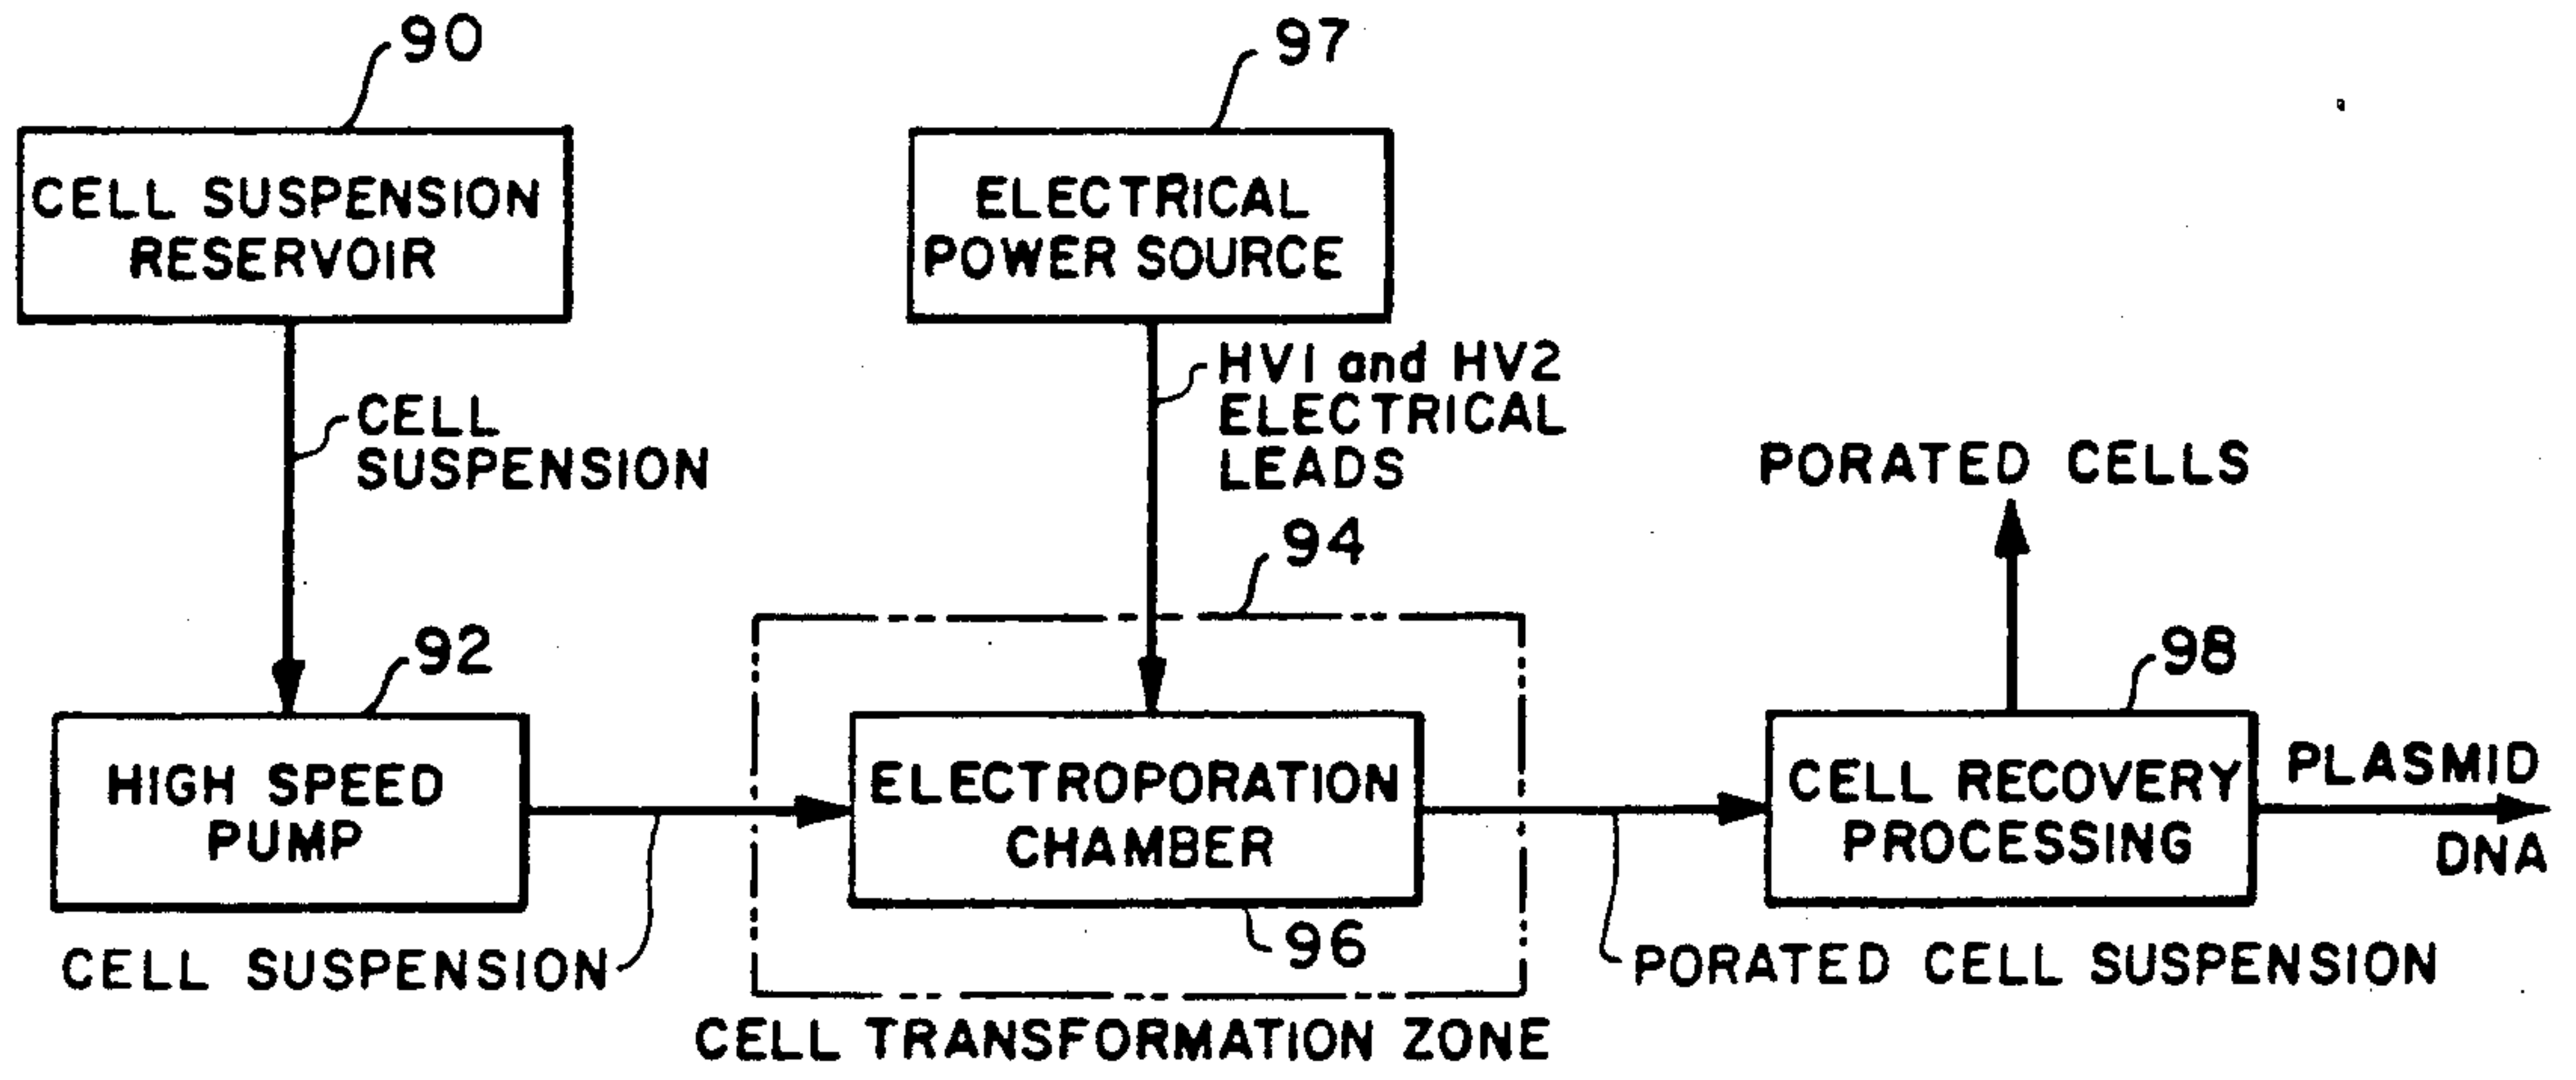 90
97
CELL SUSPENSION
RESERVOIR
ELECTRICAL
POWER SOURCE
HV1 and HV2
ELECTRICAL
LEADS
CELL
SUSPENSION
PORATED CELLS
94
92
98
HIGH SPEED
PUMP
ELECTROPORATION
CHAMBER
CELL RECOVERY
PROCESSING
PLASMID
DNA
96
CELL SUSPENSION
PORATED CELL SUSPENSION
CELL TRANSFORMATION ZONE